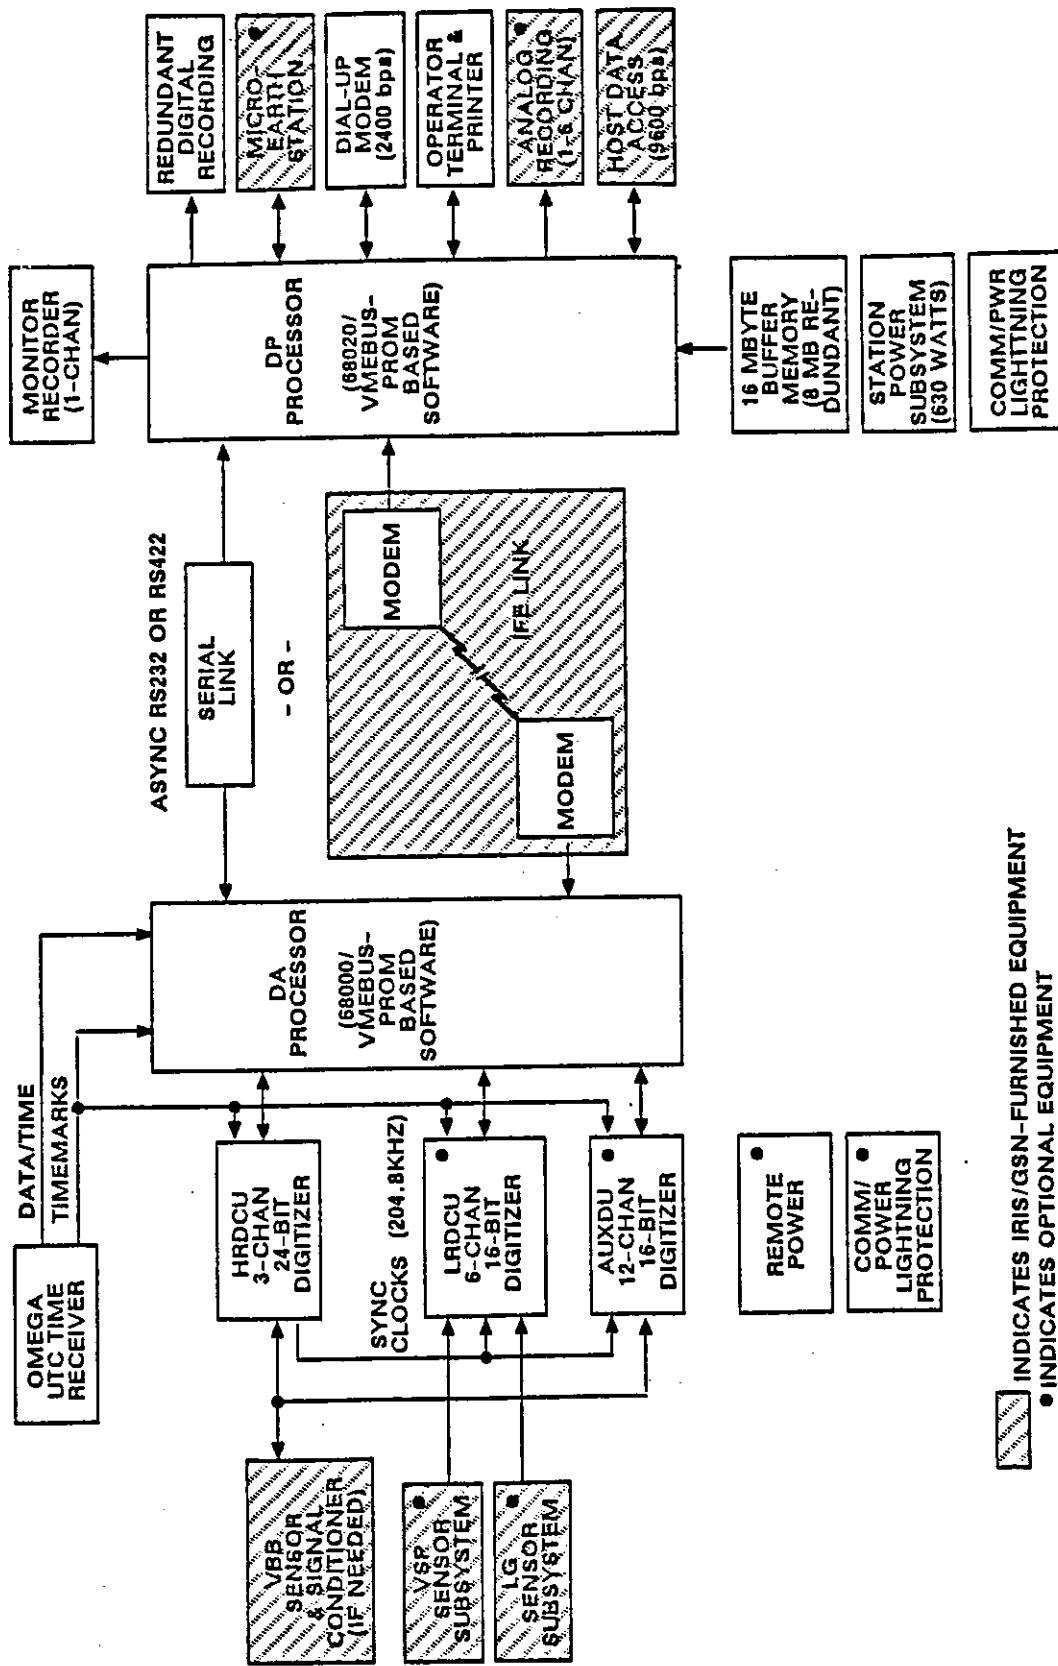 OMEGA
UTC TIME
RECEIVER
DATA/TIME
TIMEMARKS
VBB
SENSOR
& SIGNAL
CONDITIONER
(IF NEEDED)
VSP
SENSOR
SUBSYSTEM
LG
SENSOR
SUBSYSTEM
HRDCU
3-CHAN
24-BIT
DIGITIZER
SYNC
CLOCKS (204.8KHZ)
LRDCU
6-CHAN
16-BIT
DIGITIZER
AUXDU
12-CHAN
16-BIT
DIGITIZER
REMOTE
POWER
COMM/
POWER
LIGHTNING
PROTECTION
DA
PROCESSOR
(68000/
VMEBUS-
PROM
BASED
SOFTWARE)
ASYNC RS232 OR RS422
SERIAL
LINK
- OR -
MODEM
MODEM
IFE LINK
MONITOR
RECORDER
(1-CHAN)
DP
PROCESSOR
(68020/
VMEBUS-
PROM
BASED
SOFTWARE)
16 MBYTE
BUFFER
MEMORY
(8 MB RE-
DUNDANT)
STATION
POWER
SUBSYSTEM
(630 WATTS)
COMM/PWR
LIGHTTNING
PROTECTION
REDUNDANT
DIGITAL
RECORDING
MICRO-
EARTH
STATION
DIAL-UP
MODEM
(2400 bps)
OPERATOR
TERMINAL &
PRINTER
ANALOG
RECORDING
(1-6 CHAN)
HOST DATA
ACCESS
(9600 bps)
INDICATES IRIS/GSN-FURNISHED EQUIPMENT
• INDICATES OPTIONAL EQUIPMENT